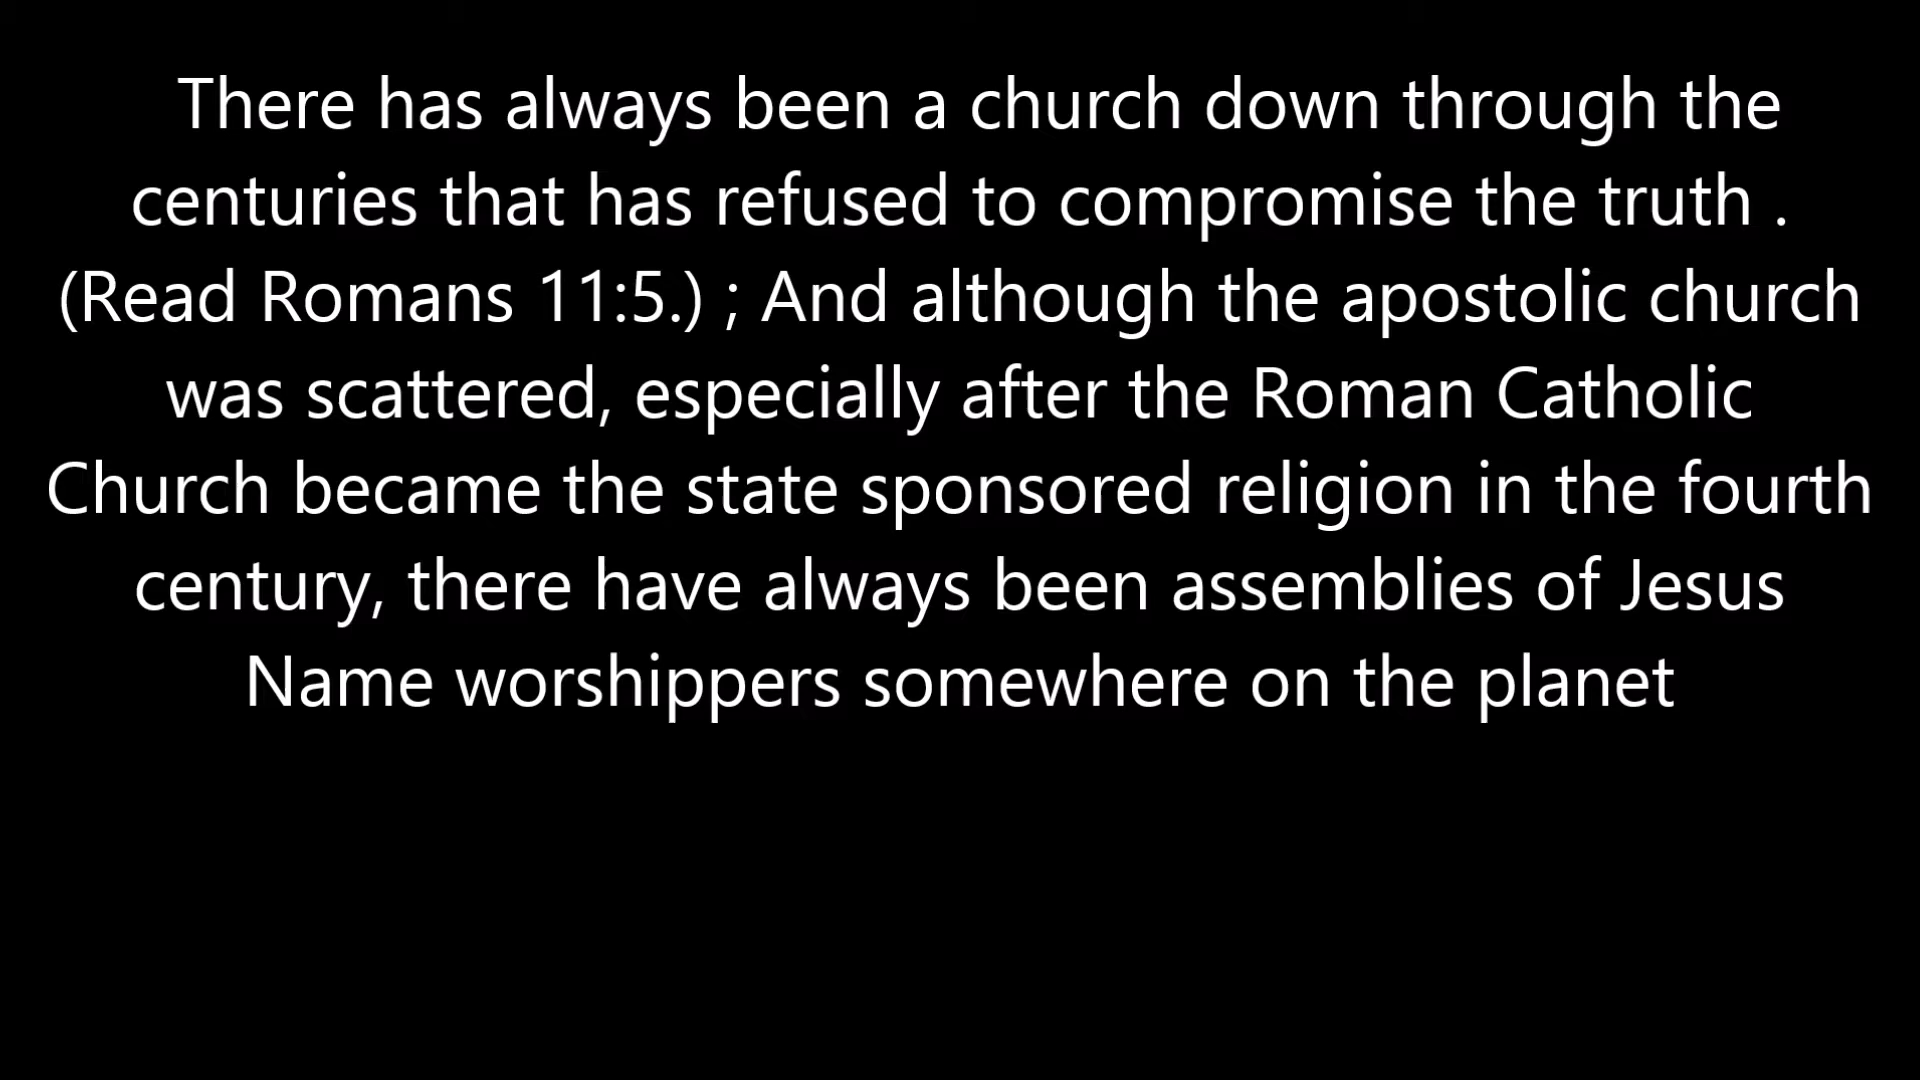 There has always been a church down through the
centuries that has refused to compromise the truth .
(Read Romans 11:5.) ; And although the apostolic church
was scattered, especially after the Roman Catholic
Church became the state sponsored religion in the fourth
century, there have always been assemblies of Jesus
Name worshippers somewhere on the planet